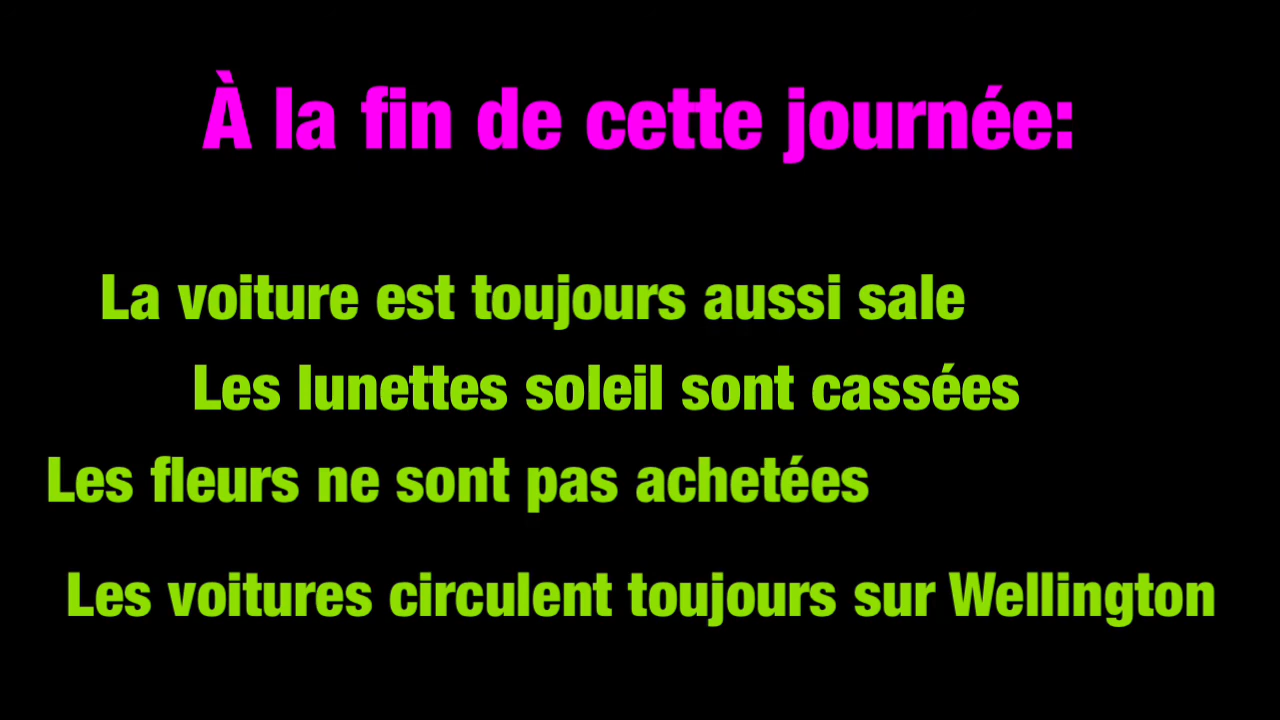 À la fin de cette journée:
La voiture est toujours aussi sale
Les lunettes soleil sont cassées
Les fleurs ne sont pas achetées
Les voitures circulent toujours sur Wellington